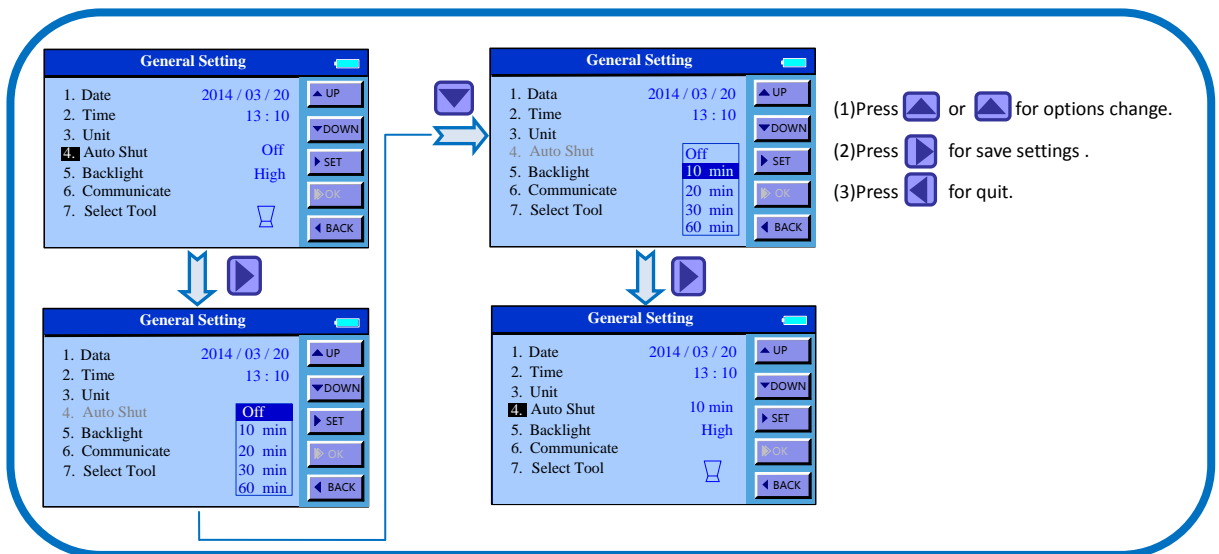 General Setting
1. Date 2014 / 03 / 20
2. Time 13 : 10
3. Unit
4. Auto Shut Off
5. Backlight High
6. Communicate
7. Select Tool
UP
DOWN
SET
OK
BACK
General Setting
1. Data 2014 / 03 / 20
2. Time 13 : 10
3. Unit
4. Auto Shut Off
5. Backlight 10 min
6. Communicate 20 min
7. Select Tool 30 min
60 min
UP
DOWN
SET
OK
BACK
General Setting
1. Data 2014 / 03 / 20
2. Time 13 : 10
3. Unit
4. Auto Shut Off
5. Backlight 10 min
6. Communicate 20 min
7. Select Tool 30 min
60 min
UP
DOWN
SET
OK
BACK
General Setting
1. Date 2014 / 03 / 20
2. Time 13 : 10
3. Unit
4. Auto Shut 10 min
5. Backlight High
6. Communicate
7. Select Tool
UP
DOWN
SET
OK
BACK
(1)Press or for options change.
(2)Press for save settings .
(3)Press for quit.